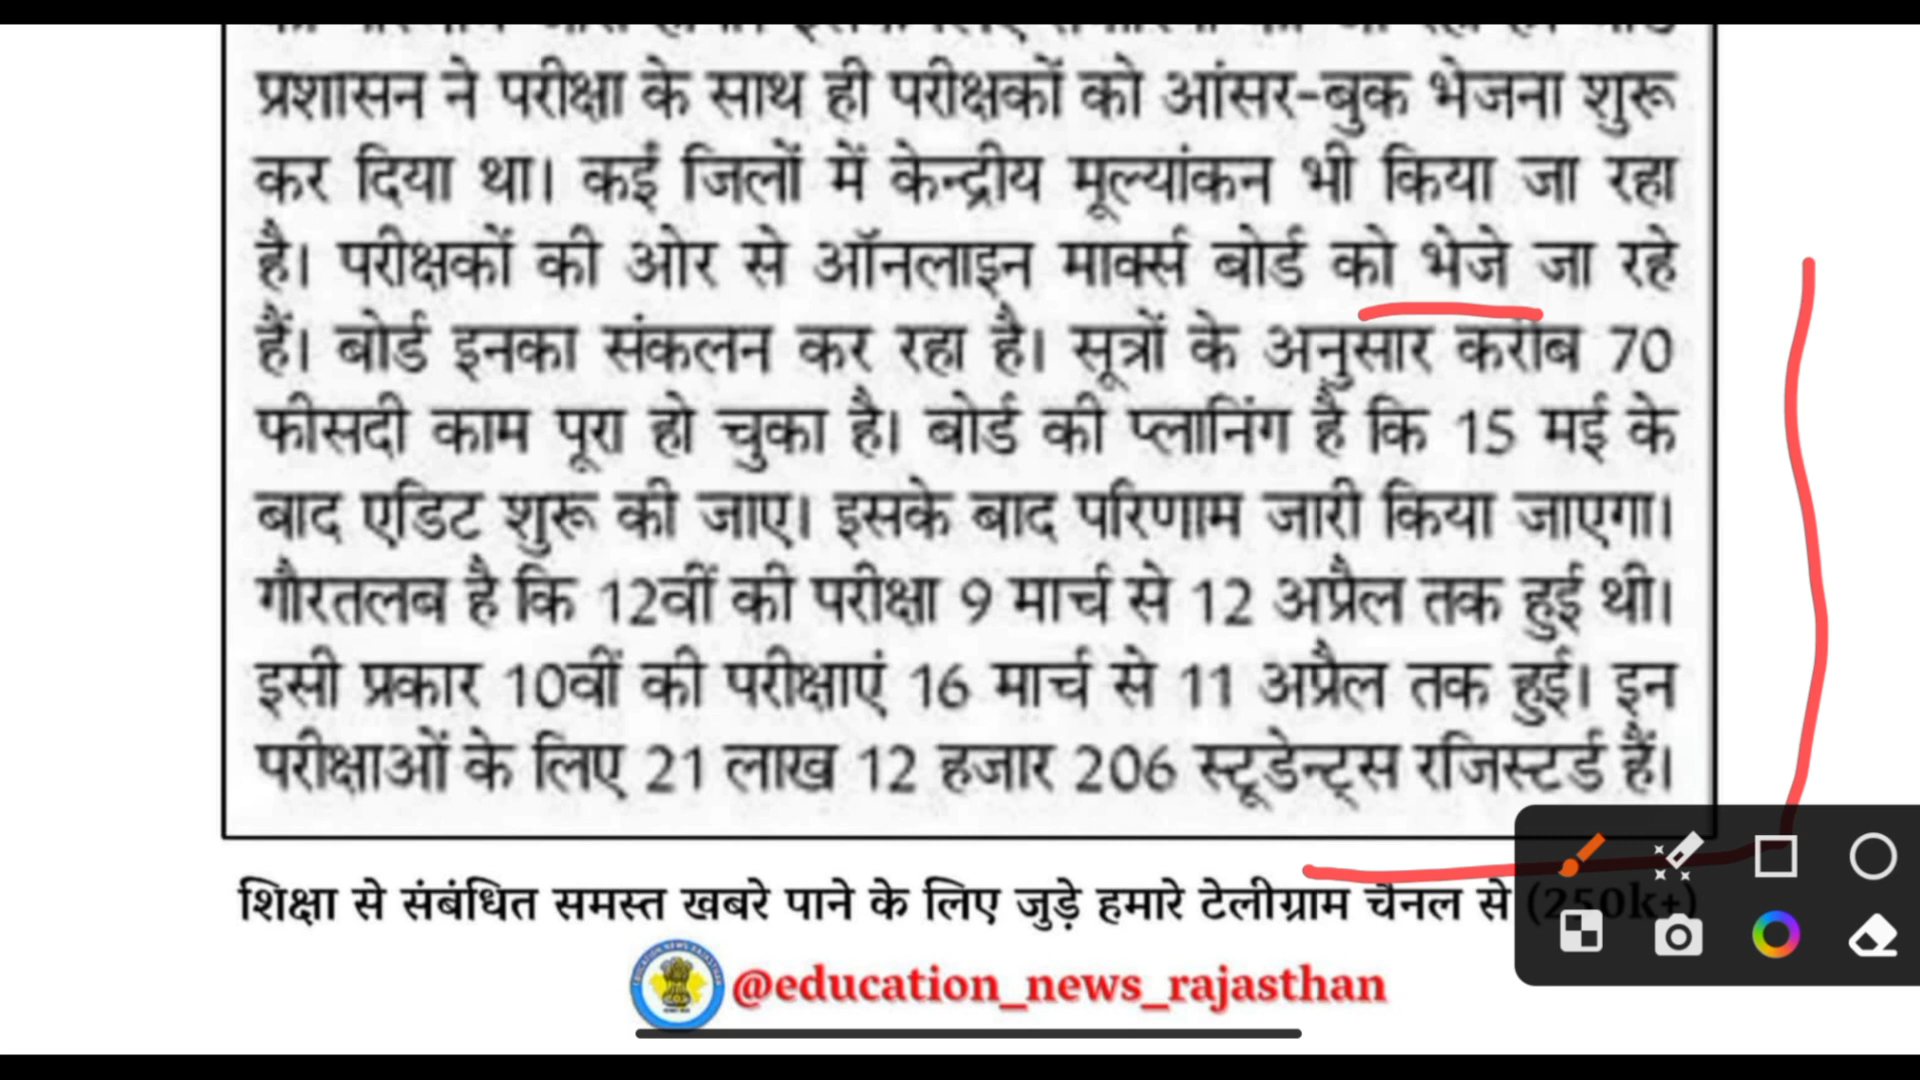 प्रशासन ने परीक्षा के साथ ही परीक्षकों को आंसर-बुक भेजना शुरू
कर दिया था। कई जिलों में केन्द्रीय मूल्यांकन भी किया जा रहा
है। परीक्षकों की ओर से ऑनलाइन मार्क्स बोर्ड को भेजे जा रहे
हैं। बोर्ड इनका संकलन कर रहा है। सूत्रों के अनुसार करीब 70
फीसदी काम पूरा हो चुका है। बोर्ड की प्लानिंग है कि 15 मई के
बाद एडिट शुरू की जाए। इसके बाद परिणाम जारी किया जाएगा।
गौरतलब है कि 12वीं की परीक्षा 9 मार्च से 12 अप्रैल तक हुई थी।
इसी प्रकार 10वीं की परीक्षाएं 16 मार्च से 11 अप्रैल तक हुई। इन
परीक्षाओं के लिए 21 लाख 12 हजार 206 स्टूडेन्ट्स रजिस्टर्ड हैं।
शिक्षा से संबंधित समस्त खबरे पाने के लिए जुड़े हमारे टेलीग्राम चैनल से (250k+)
@education_news_rajasthan